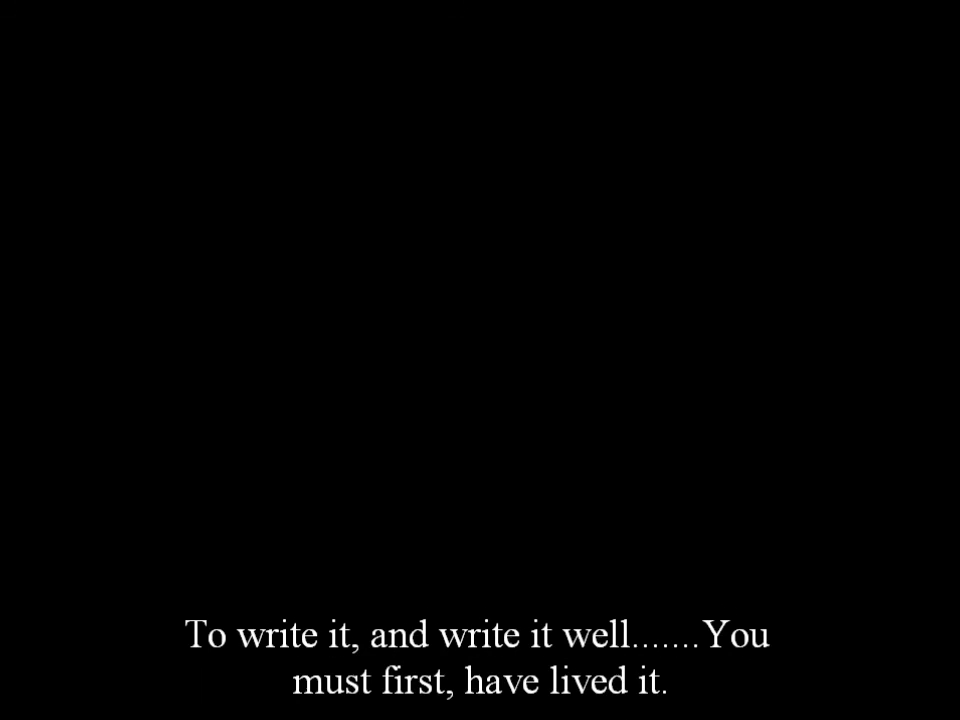 To write it, and write it well.......You
must first, have lived it.